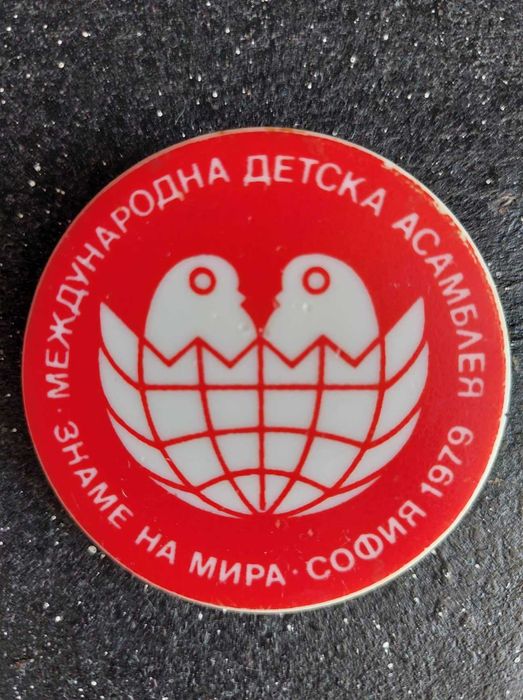 МЕЖДУНАРОДНА ДЕТСКА АСАМБЛЕЯ
· ЗНАМЕ НА МИРА · СОФИЯ 1979